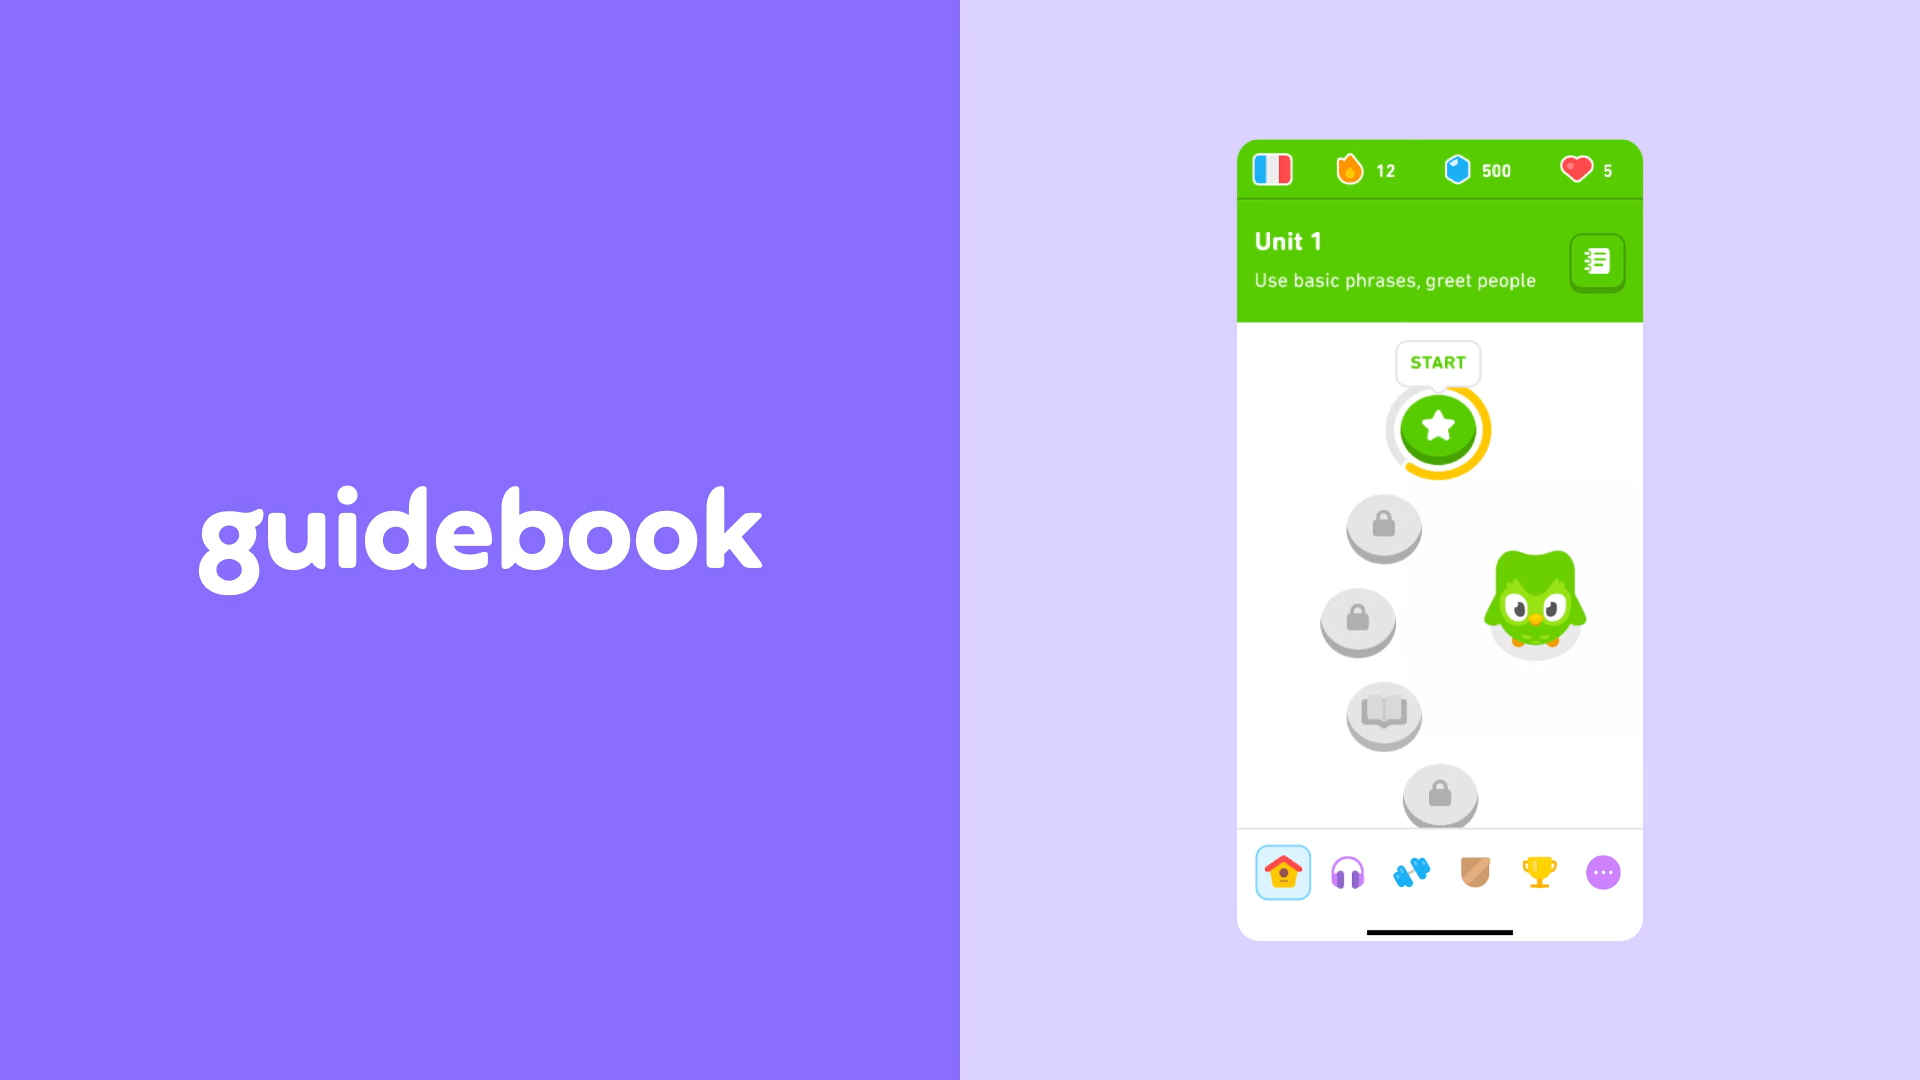 guidebook
12
500
5
Unit 1
Use basic phrases, greet people
START